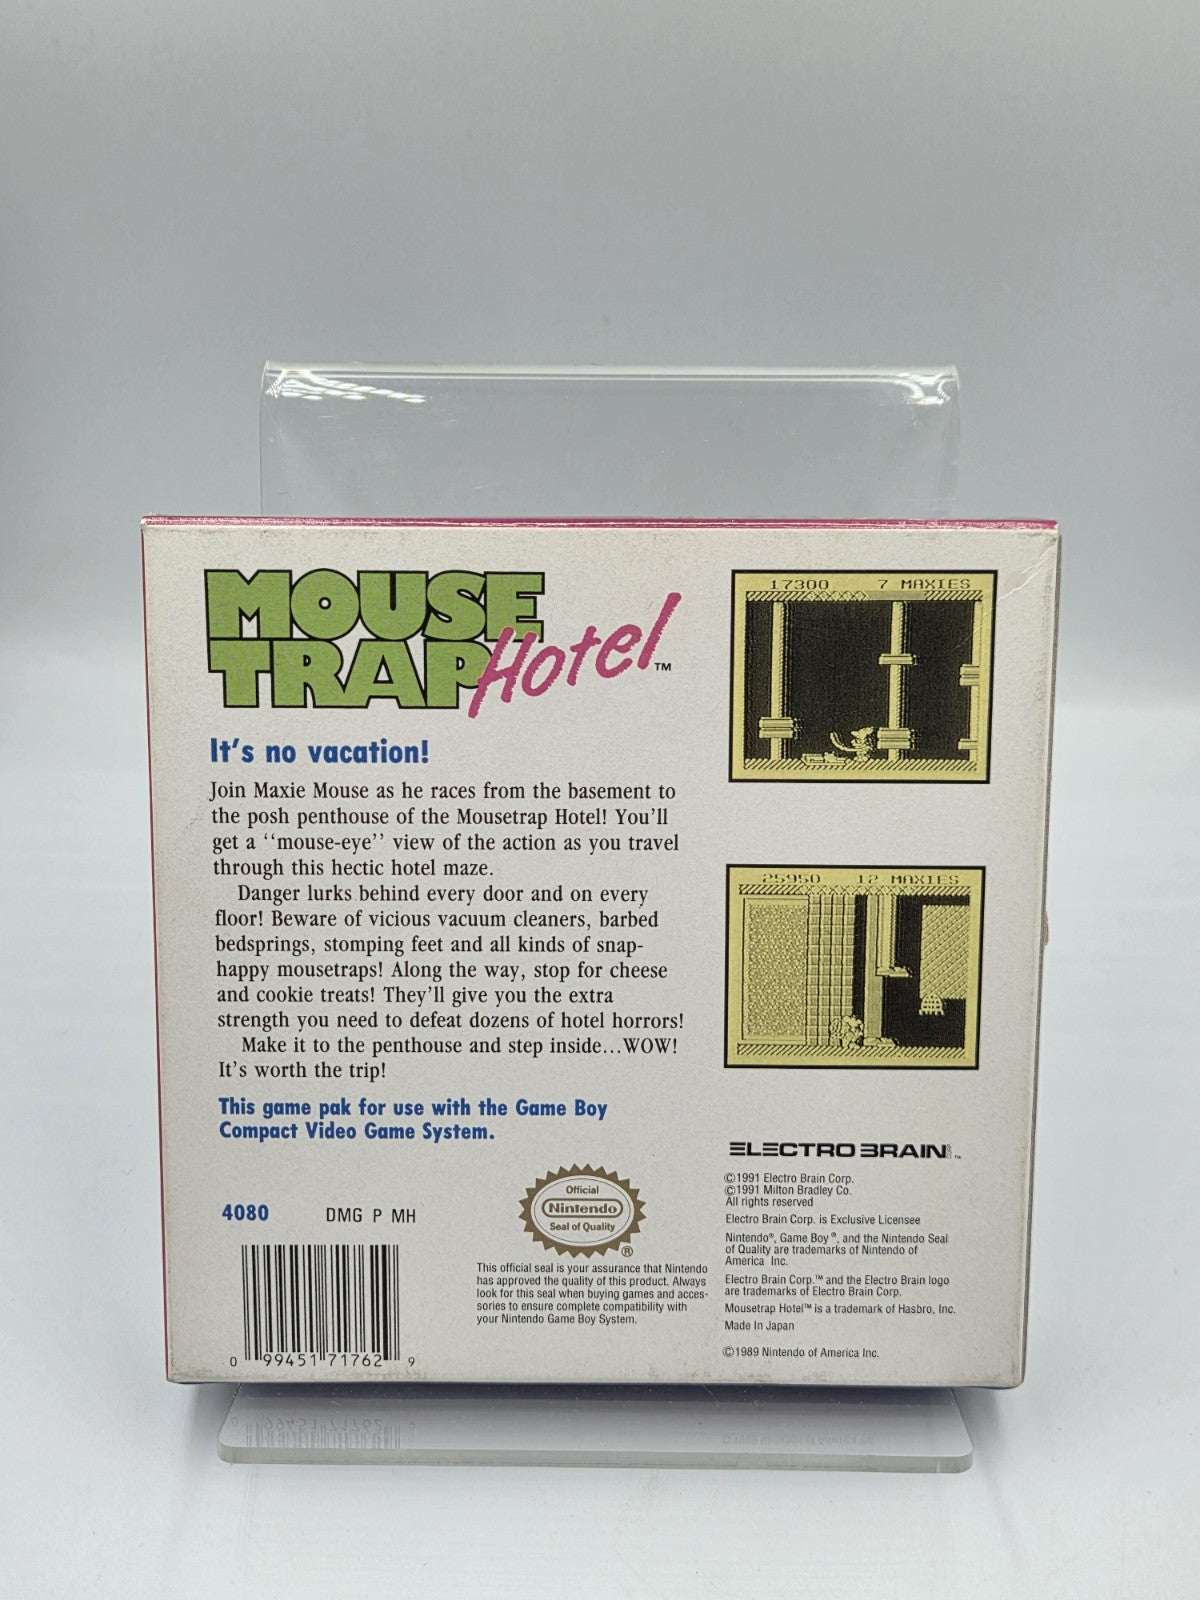 MOUSE
TRAP Hotel™
It's no vacation!
Join Maxie Mouse as he races from the basement to
the posh penthouse of the Mousetrap Hotel! You'll
get a ‘‘mouse-eye’’ view of the action as you travel
through this hectic hotel maze.
Danger lurks behind every door and on every
floor! Beware of vicious vacuum cleaners, barbed
bedsprings, stomping feet and all kinds of snap-
happy mousetraps! Along the way, stop for cheese
and cookie treats! They'll give you the extra
strength you need to defeat dozens of hotel horrors!
Make it to the penthouse and step inside...WOW!
It's worth the trip!
This game pak for use with the Game Boy
Compact Video Game System.
4080 DMG P MH
0 99451 71762 9
Official
Nintendo
Seal of Quality
®
This official seal is your assurance that Nintendo
has approved the quality of this product. Always
look for this seal when buying games and acces-
sories to ensure complete compatibility with
your Nintendo Game Boy System.
17300 7 MAXIES
25950 12 MAXIES
ELECTRO BRAIN CORP ™
©1991 Electro Brain Corp.
©1991 Milton Bradley Co.
All rights reserved
Electro Brain Corp. is Exclusive Licensee
Nintendo®, Game Boy®, and the Nintendo Seal
of Quality are trademarks of Nintendo of
America Inc.
Electro Brain Corp.™ and the Electro Brain logo
are trademarks of Electro Brain Corp.
Mousetrap Hotel™ is a trademark of Hasbro, Inc.
Made In Japan
©1989 Nintendo of America Inc.